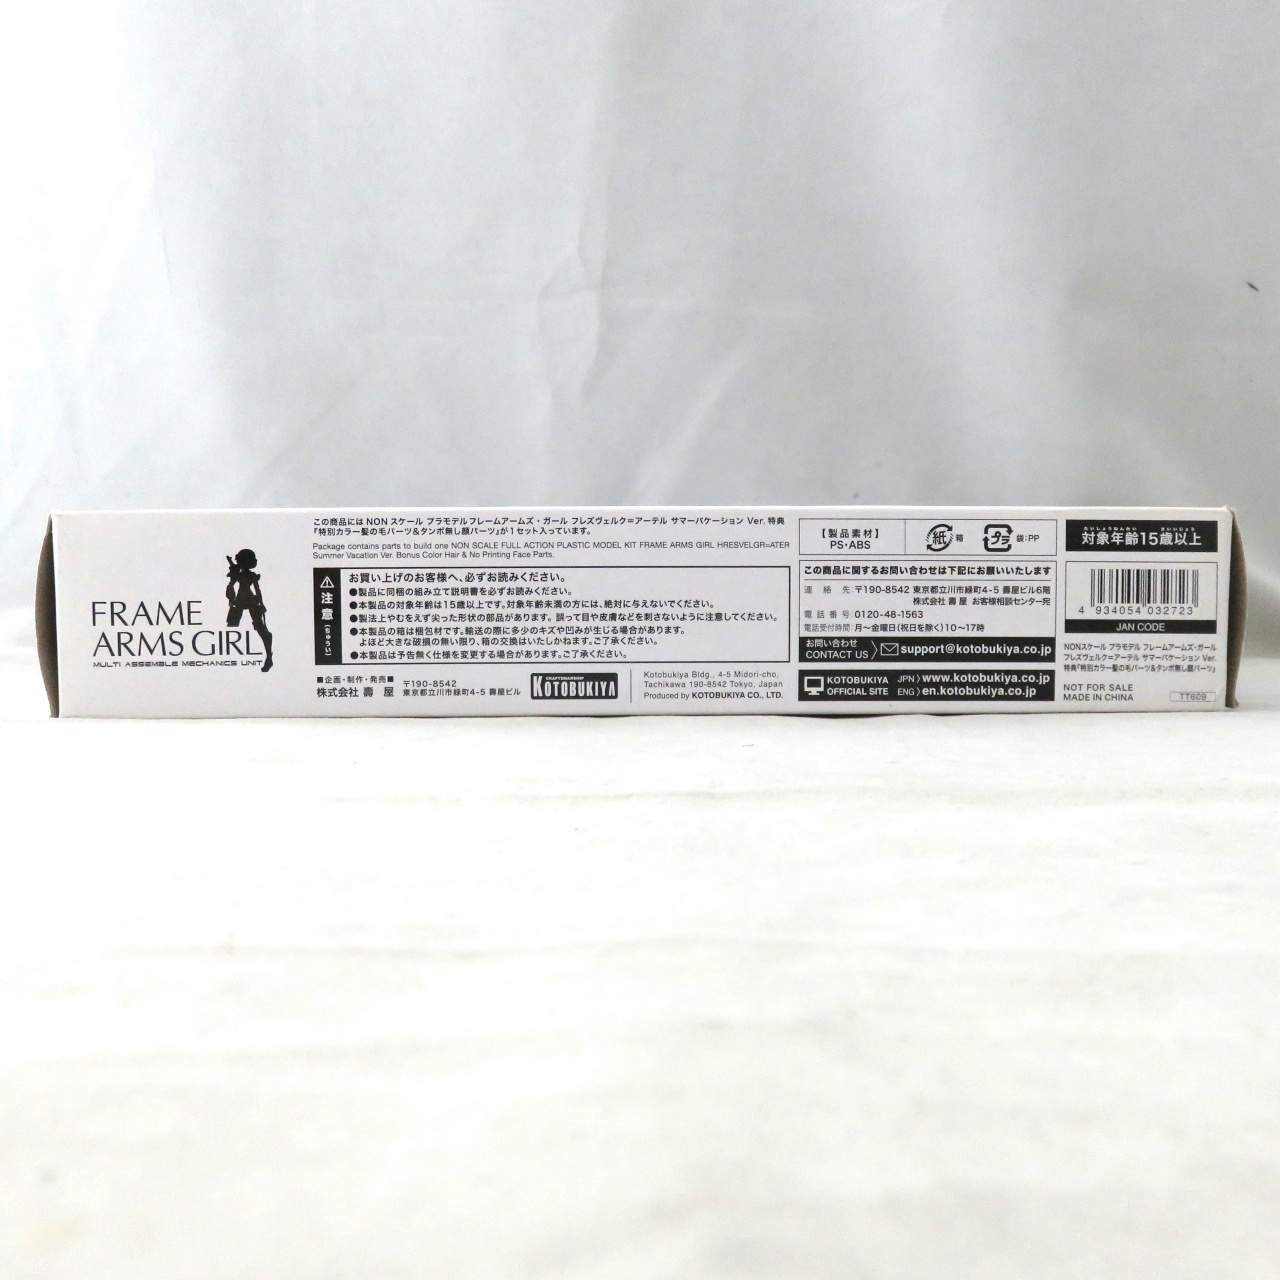 FRAME
ARMS GIRL
MULTI ASSEMBLE MECHANICS UNIT
この商品にはNONスケール プラモデルフレームアームズ・ガール フレズヴェルク=アーテル サマーバケーション Ver. 特典
『特別カラー髪の毛パーツ&タンポ無し顔パーツ』が1セット入っています。
Package contains parts to build one NON SCALE FULL ACTION PLASTIC MODEL KIT FRAME ARMS GIRL HRESVELGR=ATER
Summer Vacation Ver. Bonus Color Hair & No Printing Face Parts.
注意(ちゅうい)
お買い上げのお客様へ、必ずお読みください。
●製品に同梱の組み立て説明書を必ずお読みください。
●本製品の対象年齢は15歳以上です。対象年齢未満の方には、絶対に与えないでください。
●製法上やむをえず尖った形状の部品があります。誤って目や皮膚などを刺さないように注意してください。
●本製品の箱は梱包材です。輸送の際に多少のキズや凹みが生じる場合があります。
よほど大きな破損の無い限り、箱の交換はいたしかねます。ご了承ください。
●本製品は予告無く仕様を変更する場合があります。ご了承ください。
■企画・制作・発売■
株式会社 壽 屋
〒190-8542
東京都立川市緑町4-5 壽屋ビル
CRAFTSMANSHIP
KOTOBUKIYA
Kotobukiya Bldg., 4-5 Midori-cho,
Tachikawa 190-8542 Tokyo, Japan
Produced by KOTOBUKIYA CO., LTD.
【製品素材】
PS・ABS
紙 箱
プラ 袋:PP
この商品に関するお問い合わせは下記にお願いいたします
連絡先:〒190-8542 東京都立川市緑町4-5 壽屋ビル6階
株式会社 壽 屋 お客様相談センター宛
電話番号:0120-48-1563
電話受付時間:月〜金曜日(祝日を除く)10〜17時
お問い合わせ
CONTACT US
support@kotobukiya.co.jp
KOTOBUKIYA
OFFICIAL SITE
JPN 〉www.kotobukiya.co.jp
ENG 〉en.kotobukiya.co.jp
たいしょうねんれい さいいじょう
対象年齢15歳以上
4 934054 032723
JAN CODE
NONスケール プラモデル フレームアームズ・ガール
フレズヴェルク=アーテル サマーバケーション Ver.
特典『特別カラー髪の毛パーツ&タンポ無し顔パーツ』
NOT FOR SALE
MADE IN CHINA
TT609